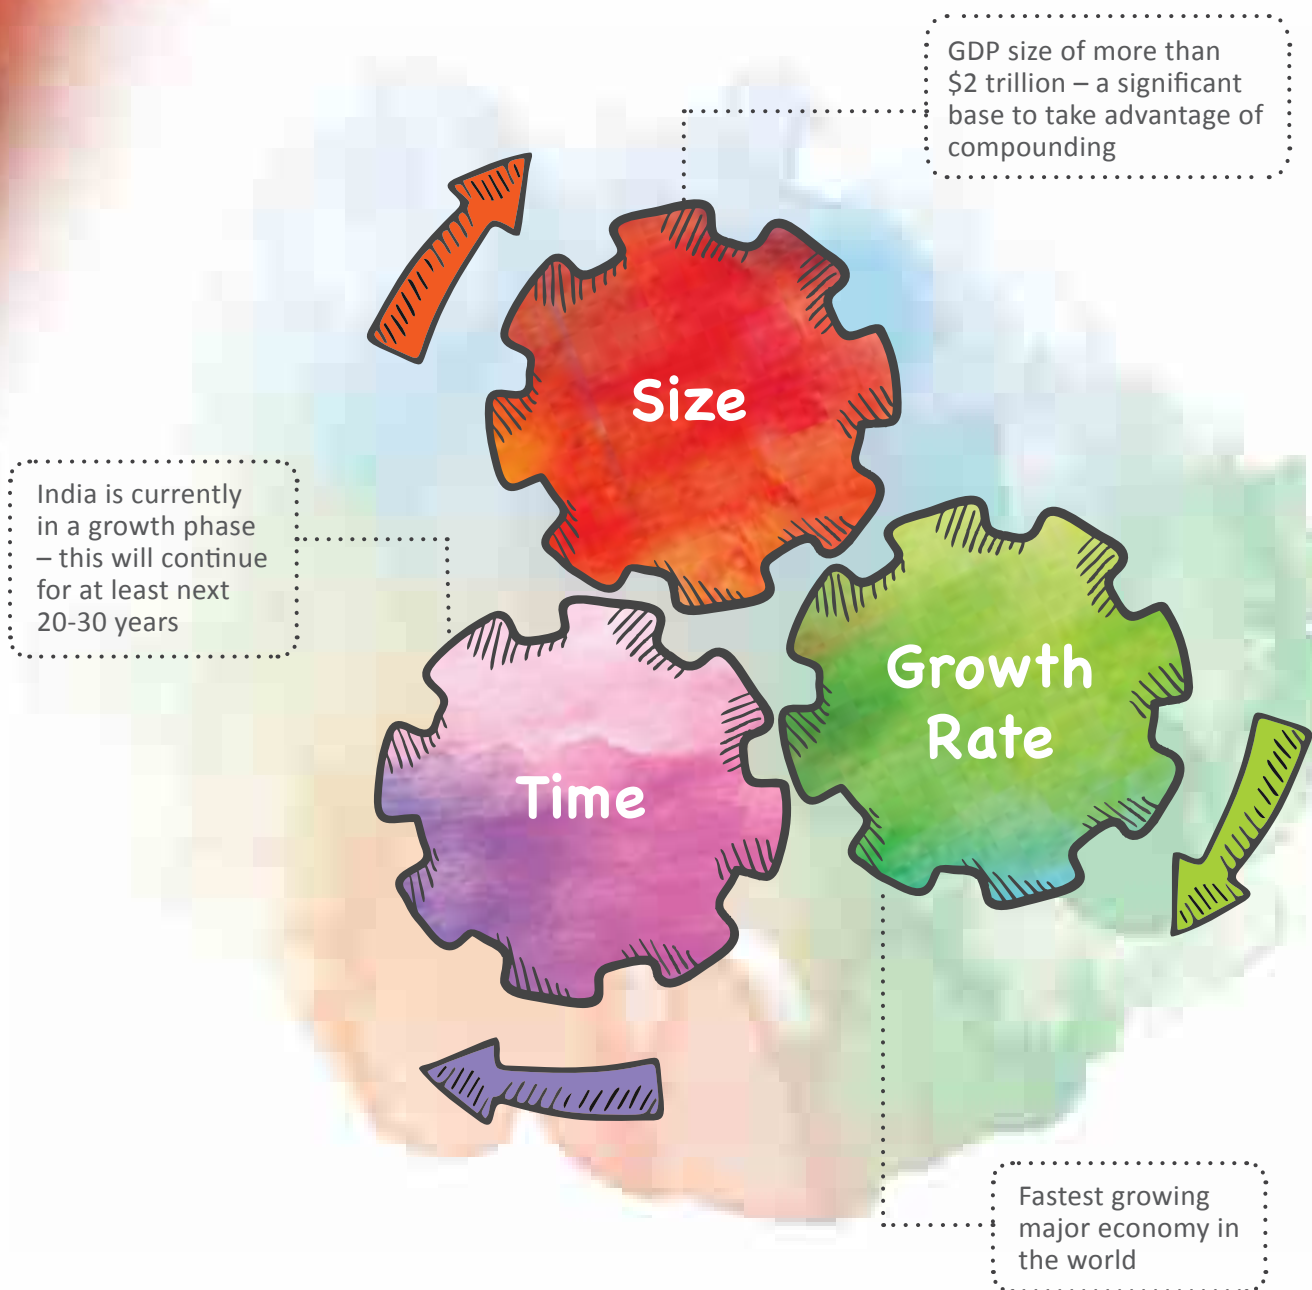 GDP size of more than
$2 trillion – a significant
base to take advantage of
compounding
Size
India is currently
in a growth phase
– this will continue
for at least next
20-30 years
Growth
Rate
Time
Fastest growing
major economy in
the world